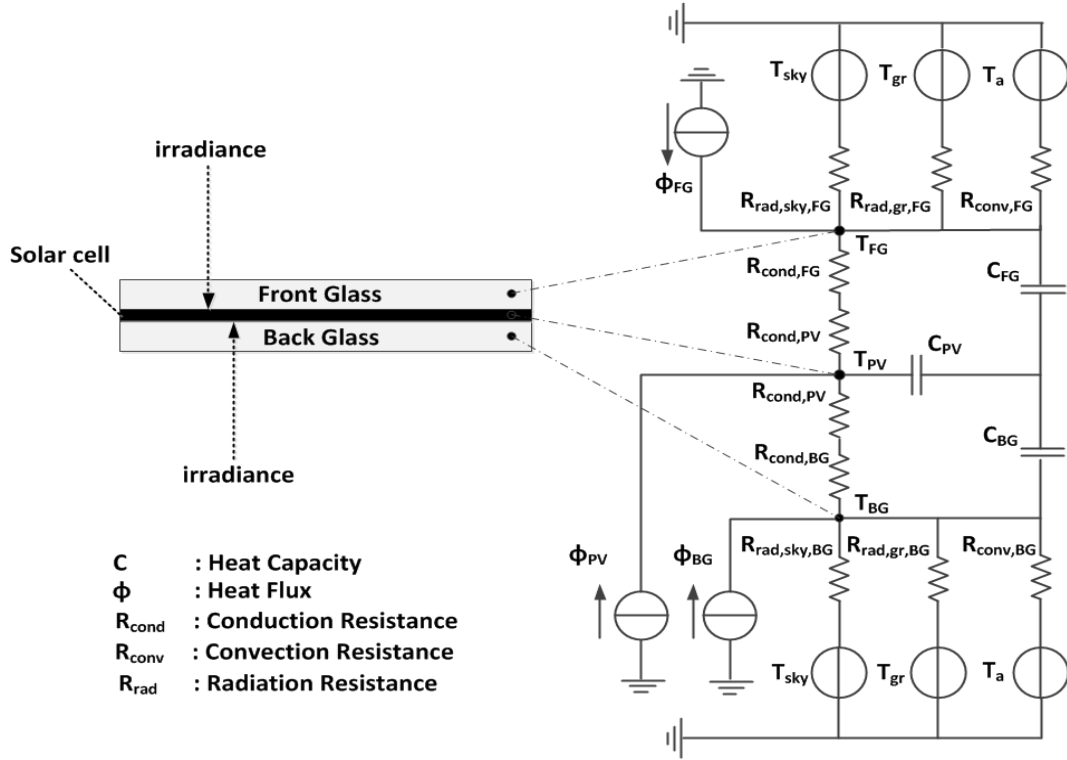 irradiance
Solar cell
Front Glass
Back Glass
irradiance
C : Heat Capacity
ϕ : Heat Flux
Rcond : Conduction Resistance
Rconv : Convection Resistance
Rrad : Radiation Resistance
Tsky Tgr Ta
ϕFG
Rrad,sky,FG Rrad,gr,FG Rconv,FG
TFG
Rcond,FG
CFG
Rcond,PV
TPV
CPV
Rcond,PV
CBG
Rcond,BG
TBG
ϕPV ϕBG
Rrad,sky,BG Rrad,gr,BG Rconv,BG
Tsky Tgr Ta